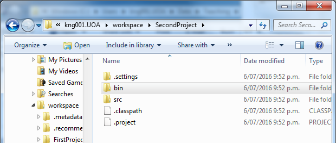 « kng001.UOA ▸ workspace ▸ SecondProject ▸ Search Seco...
Organize Open Include in library Share with »
My Pictures
My Videos
Saved Game
Searches
workspace
.metadata
.recomme
FirstProject
Name Date modified Type
.settings 6/07/2016 9:52 p.m. File fold
bin 6/07/2016 9:52 p.m. File fold
src 6/07/2016 9:52 p.m. File fold
.classpath 6/07/2016 9:52 p.m. CLASSP
.project 6/07/2016 9:52 p.m. PROJEC